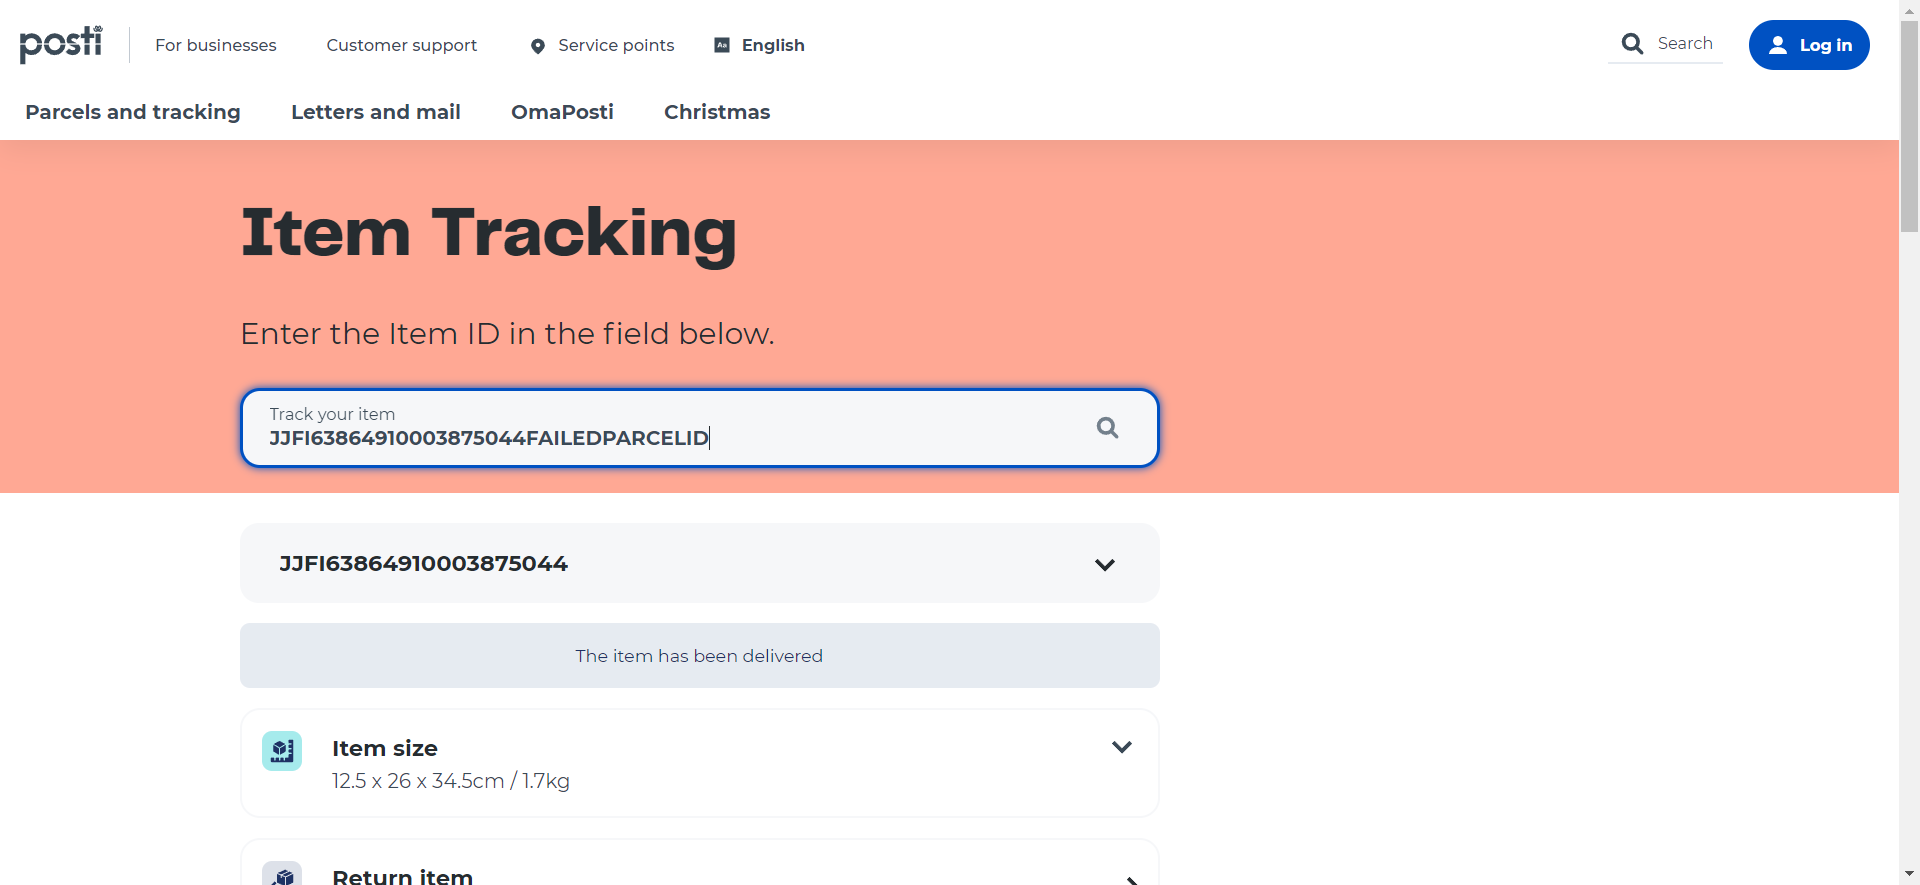 posti
For businesses
Customer support
Service points
Aa English
Search
Log in
Parcels and tracking
Letters and mail
OmaPosti
Christmas
Item Tracking
Enter the Item ID in the field below.
Track your item
JJFI63864910003875044FAILEDPARCELID
JJFI63864910003875044
The item has been delivered
Item size
12.5 x 26 x 34.5cm / 1.7kg
Return item